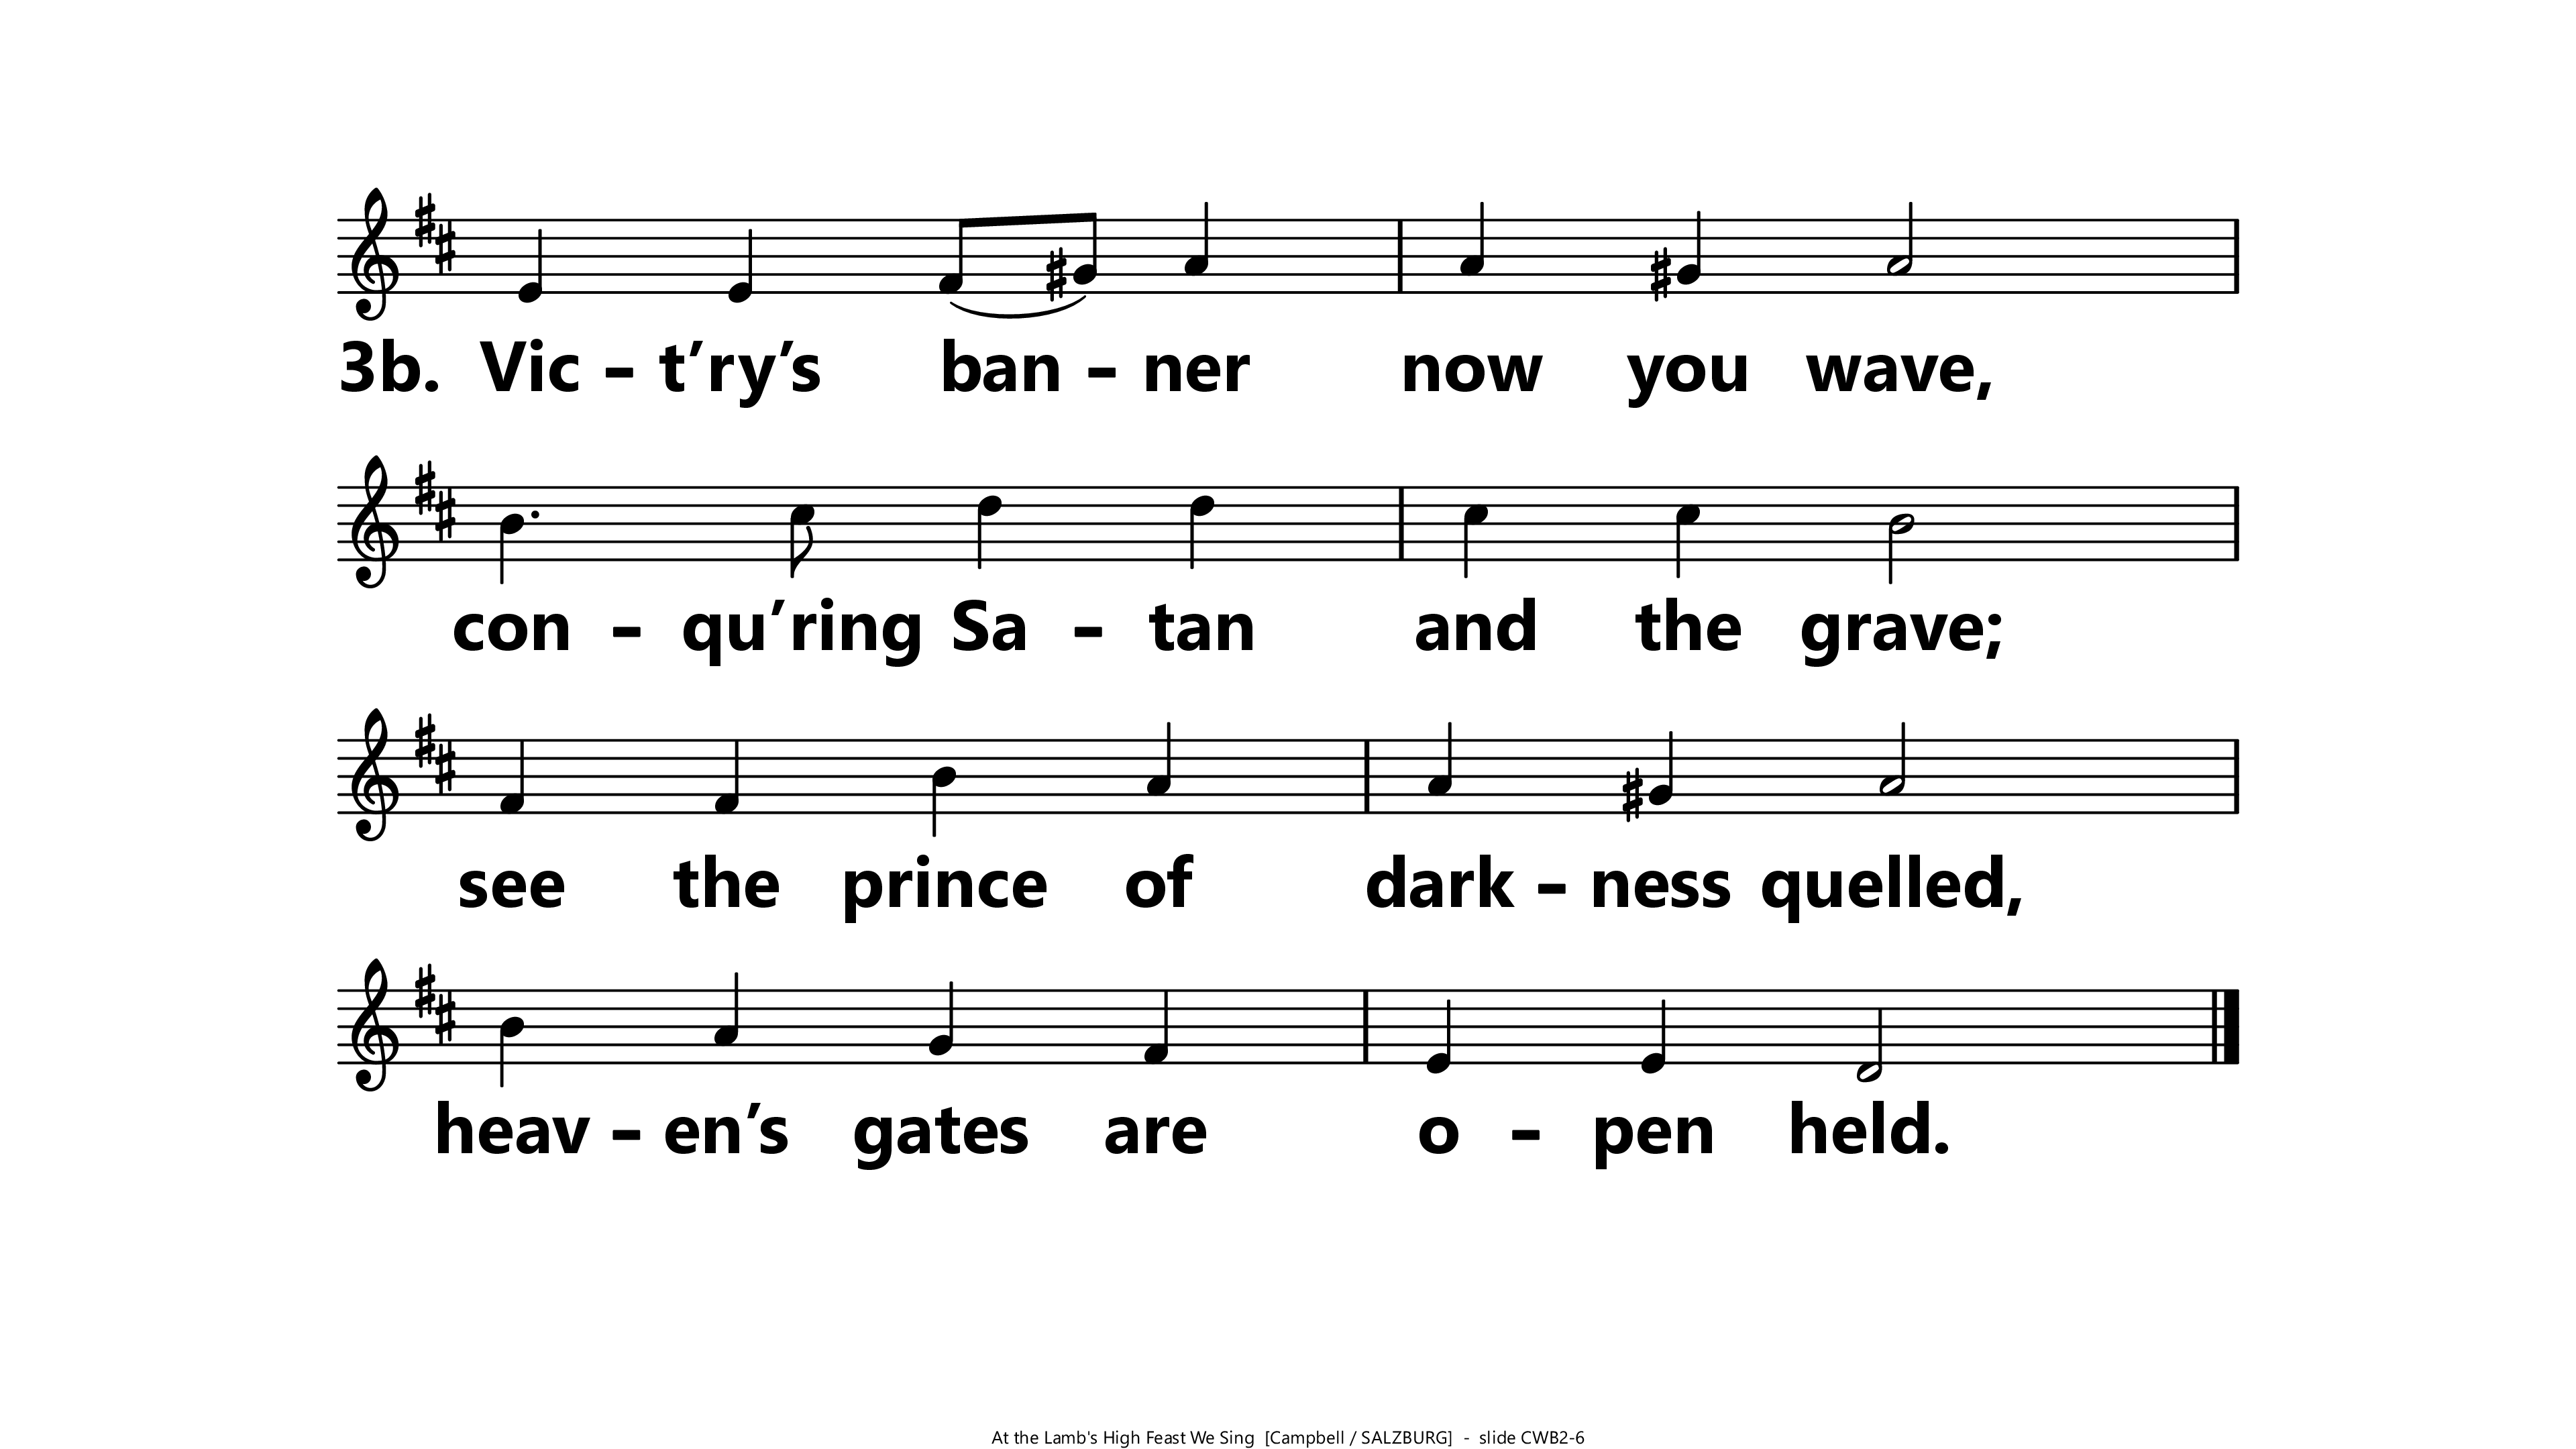 3b. Vic – t’ry’s ban – ner now you wave,
con – qu’ring Sa – tan and the grave;
see the prince of dark – ness quelled,
heav – en’s gates are o – pen held.
At the Lamb's High Feast We Sing [Campbell / SALZBURG] - slide CWB2-6